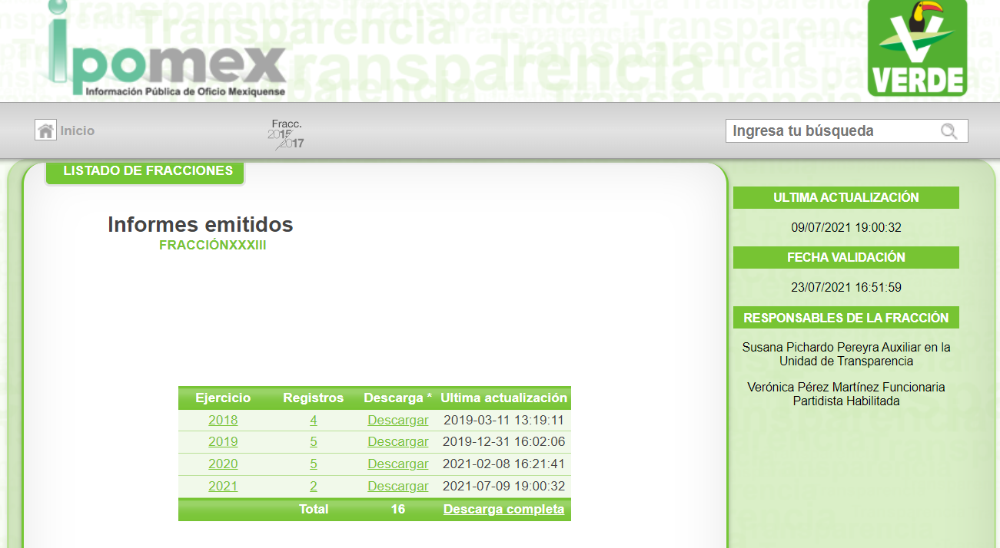 ipomex
Información Pública de Oficio Mexiquense
VERDE
Inicio
Fracc.
2015
2017
Ingresa tu búsqueda
LISTADO DE FRACCIONES
Informes emitidos
FRACCIÓNXXXIII
Ejercicio Registros Descarga * Ultima actualización
2018 4 Descargar 2019-03-11 13:19:11
2019 5 Descargar 2019-12-31 16:02:06
2020 5 Descargar 2021-02-08 16:21:41
2021 2 Descargar 2021-07-09 19:00:32
Total 16 Descarga completa
ULTIMA ACTUALIZACIÓN
09/07/2021 19:00:32
FECHA VALIDACIÓN
23/07/2021 16:51:59
RESPONSABLES DE LA FRACCIÓN
Susana Pichardo Pereyra Auxiliar en la
Unidad de Transparencia
Verónica Pérez Martínez Funcionaria
Partidista Habilitada